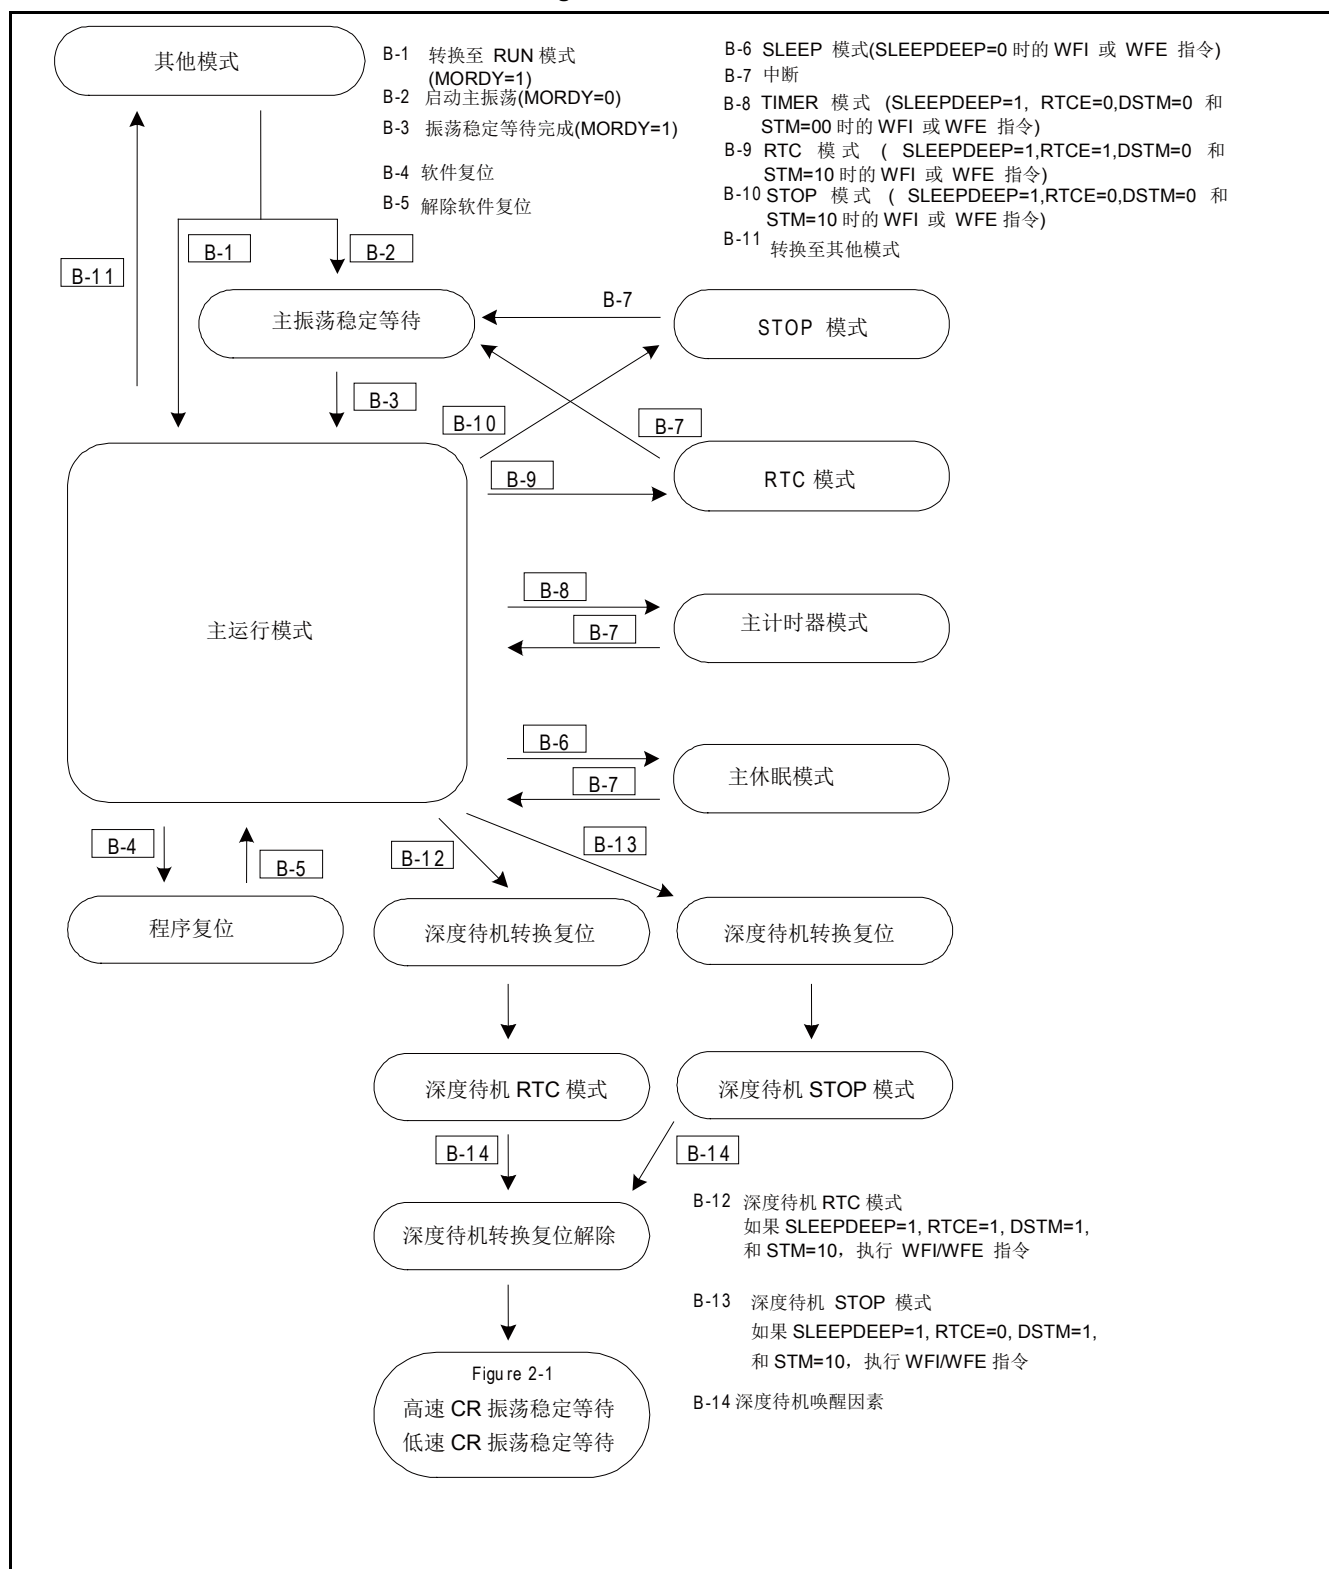 其他模式
B-1 转换至 RUN 模式
(MORDY=1)
B-2 启动主振荡(MORDY=0)
B-3 振荡稳定等待完成(MORDY=1)
B-4 软件复位
B-5 解除软件复位
B-6 SLEEP 模式(SLEEPDEEP=0 时的 WFI 或 WFE 指令)
B-7 中断
B-8 TIMER 模式 (SLEEPDEEP=1, RTCE=0,DSTM=0 和
STM=00 时的 WFI 或 WFE 指令)
B-9 RTC 模式 ( SLEEPDEEP=1,RTCE=1,DSTM=0 和
STM=10 时的 WFI 或 WFE 指令)
B-10 STOP 模式 ( SLEEPDEEP=1,RTCE=0,DSTM=0 和
STM=10 时的 WFI 或 WFE 指令)
B-11 转换至其他模式
B-1
B-2
B-11
主振荡稳定等待
B-7
STOP 模式
B-3
B-10
B-7
B-9
RTC 模式
B-8
主计时器模式
B-7
主运行模式
B-6
主休眠模式
B-7
B-4
B-5
B-12
B-13
程序复位
深度待机转换复位
深度待机转换复位
深度待机 RTC 模式
深度待机 STOP 模式
B-14
B-14
深度待机转换复位解除
B-12 深度待机 RTC 模式
如果 SLEEPDEEP=1, RTCE=1, DSTM=1,
和 STM=10，执行 WFI/WFE 指令
B-13 深度待机 STOP 模式
如果 SLEEPDEEP=1, RTCE=0, DSTM=1,
和 STM=10，执行 WFI/WFE 指令
B-14 深度待机唤醒因素
Figure 2-1
高速 CR 振荡稳定等待
低速 CR 振荡稳定等待